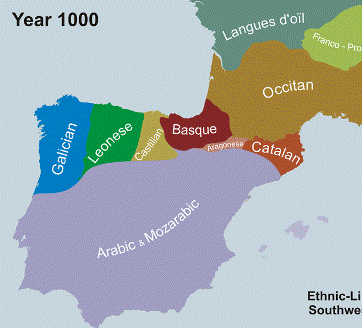 Year 1000
Langues d'oïl
Franco - Pro
Occitan
Galician
Leonese
Castilian
Basque
Aragonese
Catalan
Arabic & Mozarabic
Ethnic-Li
Southwe